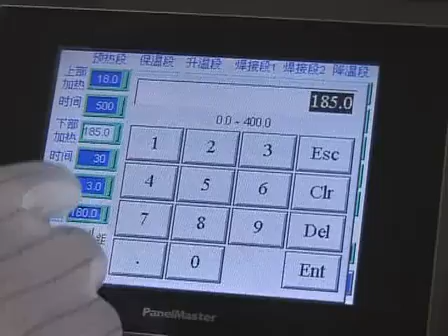 预热段 保温段 升温段 焊接段1 焊接段2 降温段
上部加热 18.0
时间 500
下部加热 185.0
时间 30
3.0
180.0
185.0
0.0 ~ 400.0
1 2 3 Esc
4 5 6 Clr
7 8 9 Del
. 0 Ent
PanelMaster